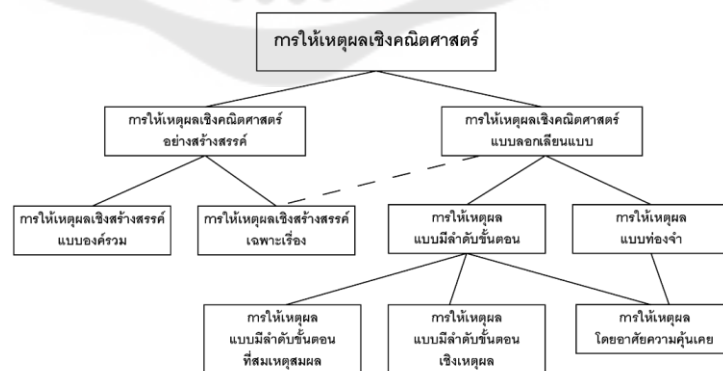 การให้เหตุผลเชิงคณิตศาสตร์
การให้เหตุผลเชิงคณิตศาสตร์
อย่างสร้างสรรค์
การให้เหตุผลเชิงคณิตศาสตร์
แบบลอกเลียนแบบ
การให้เหตุผลเชิงสร้างสรรค์
แบบองค์รวม
การให้เหตุผลเชิงสร้างสรรค์
เฉพาะเรื่อง
การให้เหตุผล
แบบมีลำดับขั้นตอน
การให้เหตุผล
แบบท่องจำ
การให้เหตุผล
แบบมีลำดับขั้นตอน
ที่สมเหตุสมผล
การให้เหตุผล
แบบมีลำดับขั้นตอน
เชิงเหตุผล
การให้เหตุผล
โดยอาศัยความคุ้นเคย